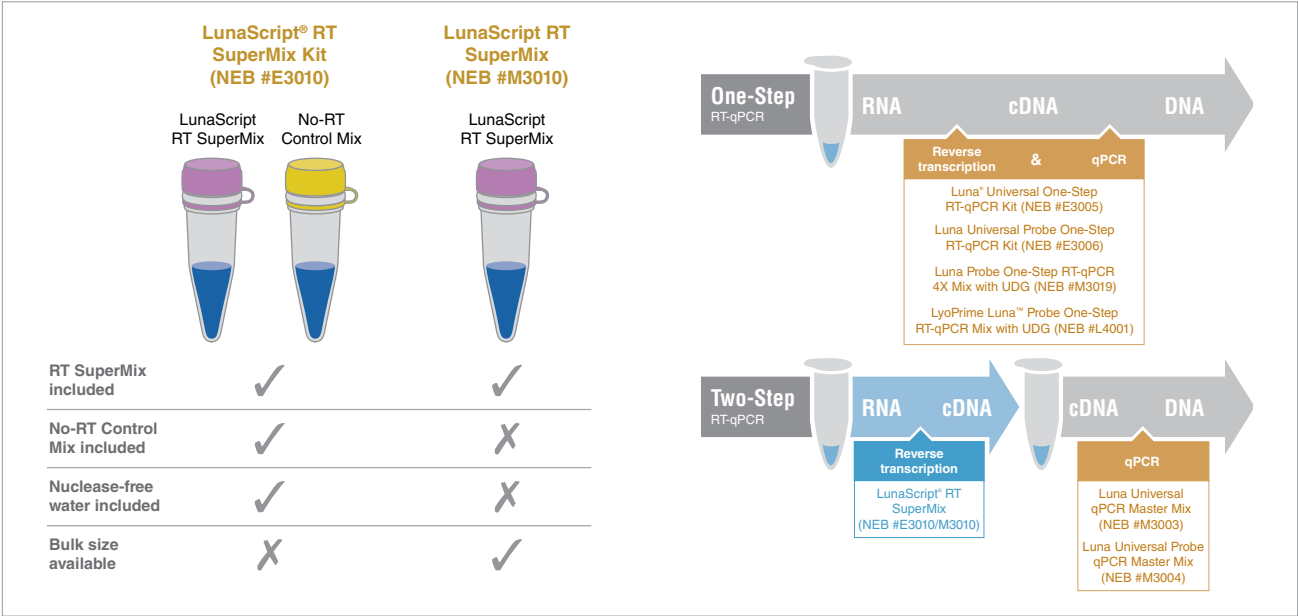 LunaScript® RT
SuperMix Kit
(NEB #E3010)
LunaScript RT
SuperMix
(NEB #M3010)
LunaScript
RT SuperMix
No-RT
Control Mix
LunaScript
RT SuperMix
RT SuperMix
included
✓
✓
No-RT Control
Mix included
✓
✗
Nuclease-free
water included
✓
✗
Bulk size
available
✗
✓
One-Step
RT-qPCR
RNA
cDNA
DNA
Reverse
transcription
&
qPCR
Luna® Universal One-Step
RT-qPCR Kit (NEB #E3005)
Luna Universal Probe One-Step
RT-qPCR Kit (NEB #E3006)
Luna Probe One-Step RT-qPCR
4X Mix with UDG (NEB #M3019)
LyoPrime Luna™ Probe One-Step
RT-qPCR Mix with UDG (NEB #L4001)
Two-Step
RT-qPCR
RNA
cDNA
cDNA
DNA
Reverse
transcription
LunaScript® RT
SuperMix
(NEB #E3010/M3010)
qPCR
Luna Universal
qPCR Master Mix
(NEB #M3003)
Luna Universal Probe
qPCR Master Mix
(NEB #M3004)